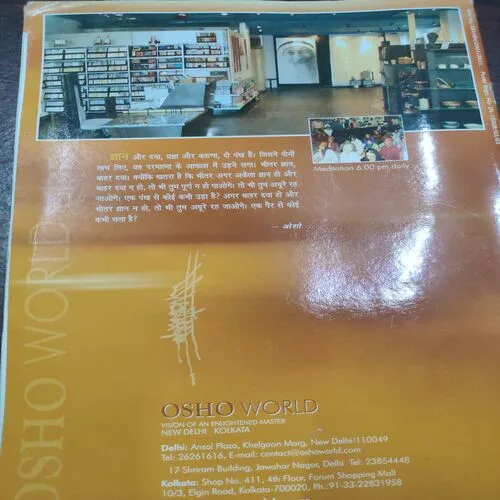 Meditation 6.00 pm daily
ज्ञान और दया, प्रज्ञा और करुणा, दो पंख हैं। जिसने दोनों
साध लिए, वह परमात्मा के आकाश में उड़ने लगा। भीतर ज्ञान,
बाहर दया। क्योंकि खतरा है कि भीतर अगर अकेला ज्ञान हो और
बाहर दया न हो, तो भी तुम पूर्ण न हो पाओगे। तो भी तुम अधूरे रह
जाओगे। एक पंख से कोई कभी उड़ा है? अगर बाहर दया हो और
भीतर ज्ञान न हो, तो भी तुम अधूरे रह जाओगे। एक पैर से कोई
कभी चला है?
– ओशो
OSHO WORLD
OSHO WORLD
VISION OF AN ENLIGHTENED MASTER
NEW DELHI KOLKATA
Delhi: Ansal Plaza, Khelgaon Marg, New Delhi-110049
Tel: 26261616, E-mail: contact@oshoworld.com
17 Shriram Building, Jawahar Nagar, Delhi Tel: 23854448
Kolkata: Shop No. 411, 4th Floor, Forum Shopping Mall
10/3, Elgin Road, Kolkata-700020, Ph.:91-33-22831958